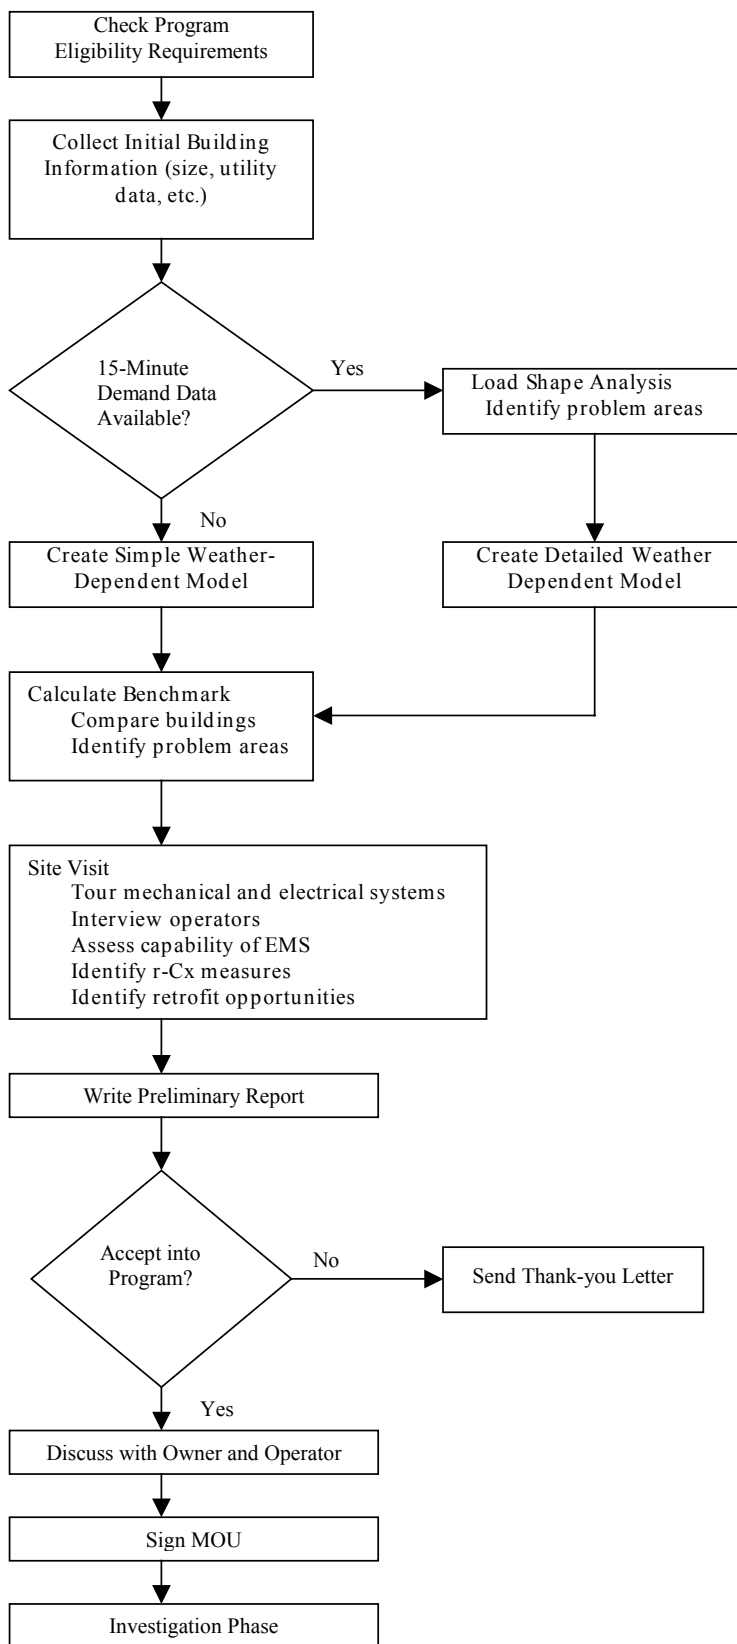 Check Program
Eligibility Requirements
Collect Initial Building
Information (size, utility
data, etc.)
15-Minute
Demand Data
Available?
Yes
Load Shape Analysis
Identify problem areas
No
Create Simple Weather-
Dependent Model
Create Detailed Weather
Dependent Model
Calculate Benchmark
Compare buildings
Identify problem areas
Site Visit
Tour mechanical and electrical systems
Interview operators
Assess capability of EMS
Identify r-Cx measures
Identify retrofit opportunities
Write Preliminary Report
Accept into
Program?
No
Send Thank-you Letter
Yes
Discuss with Owner and Operator
Sign MOU
Investigation Phase